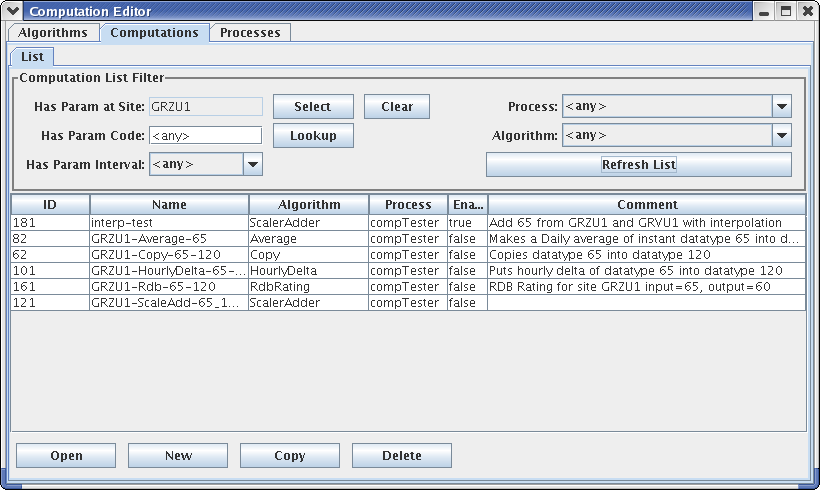 Computation Editor
Algorithms Computations Processes
List
Computation List Filter
Has Param at Site: GRZU1 Select Clear Process: <any>
Has Param Code: <any> Lookup Algorithm: <any>
Has Param Interval: <any> Refresh List
ID Name Algorithm Process Ena... Comment
181 interp-test ScalerAdder compTester true Add 65 from GRZU1 and GRVU1 with interpolation
82 GRZU1-Average-65 Average compTester false Makes a Daily average of instant datatype 65 into d...
62 GRZU1-Copy-65-120 Copy compTester false Copies datatype 65 into datatype 120
101 GRZU1-HourlyDelta-65-... HourlyDelta compTester false Puts hourly delta of datatype 65 into datatype 120
161 GRZU1-Rdb-65-120 RdbRating compTester false RDB Rating for site GRZU1 input=65, output=60
121 GRZU1-ScaleAdd-65_1... ScalerAdder compTester false
Open New Copy Delete